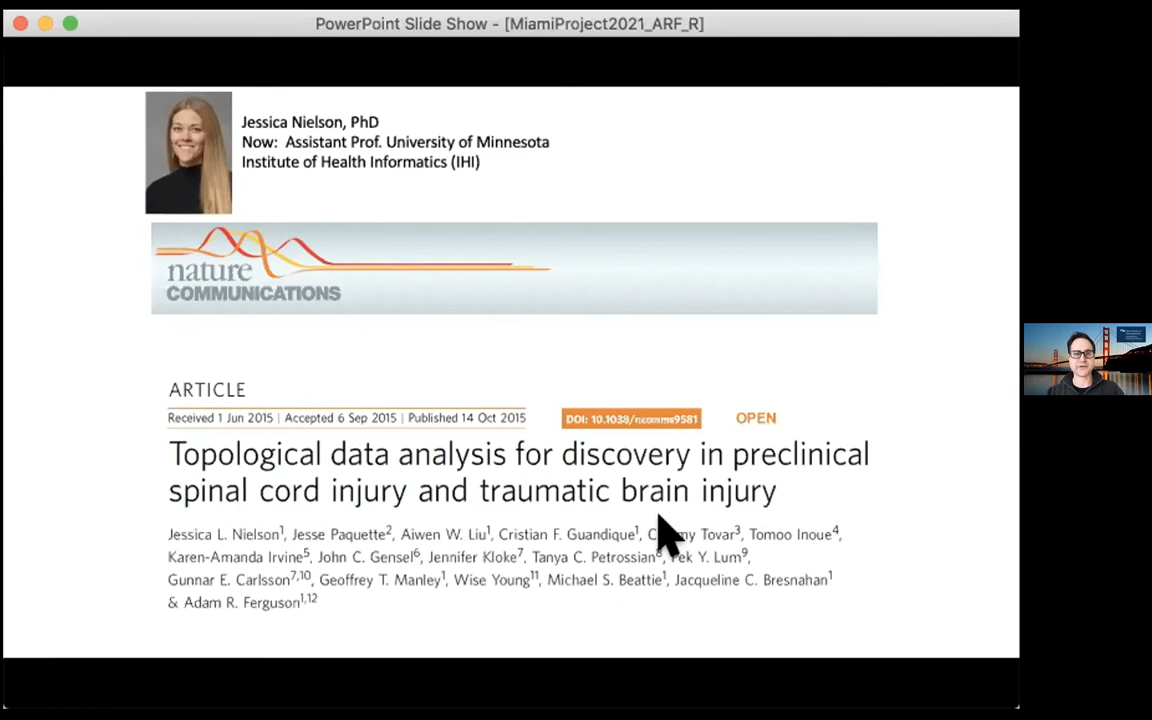 PowerPoint Slide Show - [MiamiProject2021_ARF_R]
Jessica Nielson, PhD
Now: Assistant Prof. University of Minnesota
Institute of Health Informatics (IHI)
nature
COMMUNICATIONS
ARTICLE
Received 1 Jun 2015 | Accepted 6 Sep 2015 | Published 14 Oct 2015
DOI: 10.1038/ncomms9581
OPEN
Topological data analysis for discovery in preclinical
spinal cord injury and traumatic brain injury
Jessica L. Nielson1, Jesse Paquette2, Aiwen W. Liu1, Cristian F. Guandique1, Tovar3, Tomoo Inoue4,
Karen-Amanda Irvine5, John C. Gensel6, Jennifer Kloke7, Tanya C. Petrossian8, Pek Y. Lum9,
Gunnar E. Carlsson7,10, Geoffrey T. Manley1, Wise Young11, Michael S. Beattie1, Jacqueline C. Bresnahan1
& Adam R. Ferguson1,12